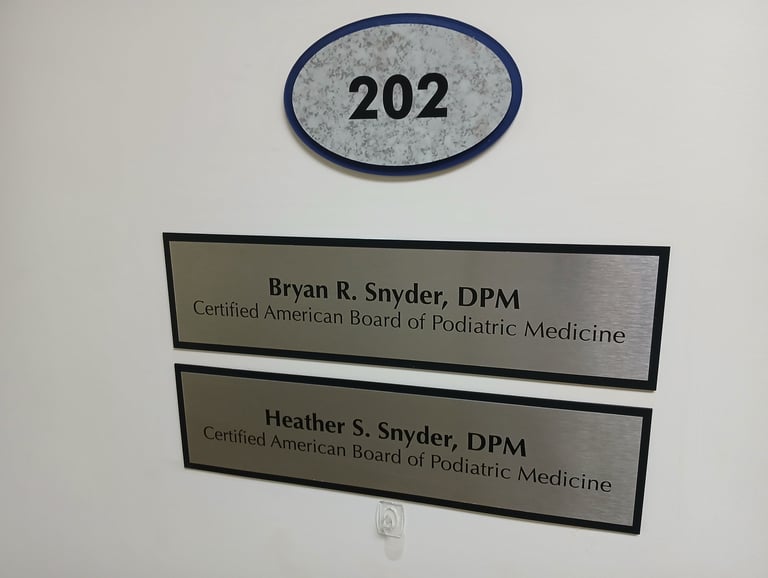 202
Bryan R. Snyder, DPM
Certified American Board of Podiatric Medicine
Heather S. Snyder, DPM
Certified American Board of Podiatric Medicine